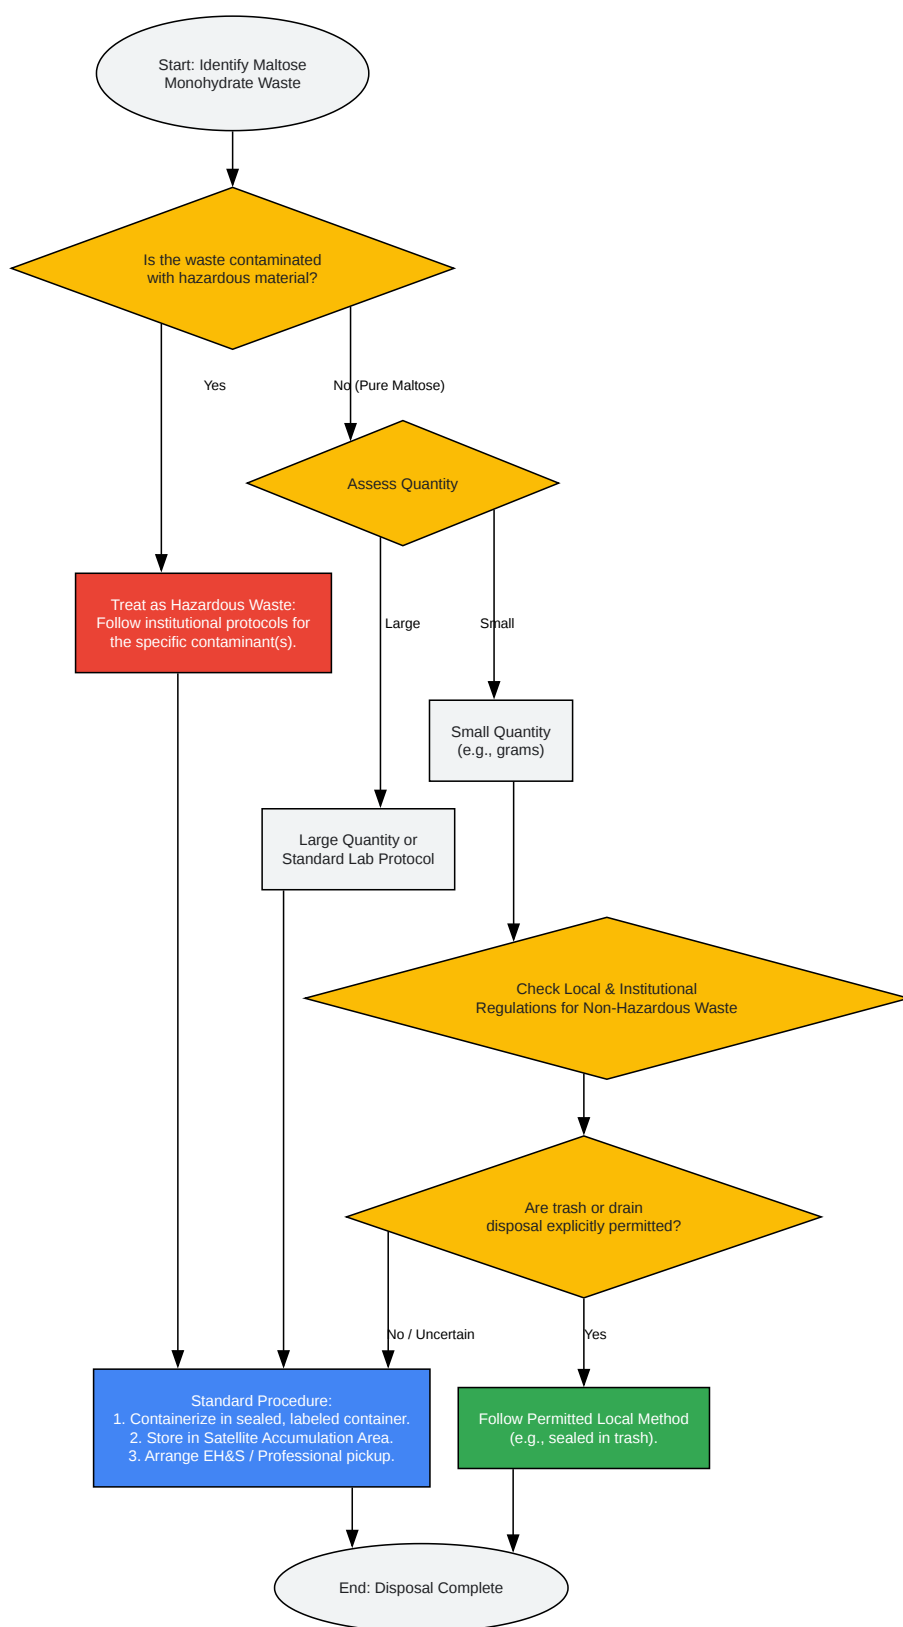 Start: Identify Maltose
Monohydrate Waste
Is the waste contaminated
with hazardous material?
Yes
No (Pure Maltose)
Assess Quantity
Treat as Hazardous Waste:
Follow institutional protocols for
the specific contaminant(s).
Large
Small
Small Quantity
(e.g., grams)
Large Quantity or
Standard Lab Protocol
Check Local & Institutional
Regulations for Non-Hazardous Waste
Are trash or drain
disposal explicitly permitted?
No / Uncertain
Yes
Standard Procedure:
1. Containerize in sealed, labeled container.
2. Store in Satellite Accumulation Area.
3. Arrange EH&S / Professional pickup.
Follow Permitted Local Method
(e.g., sealed in trash).
End: Disposal Complete